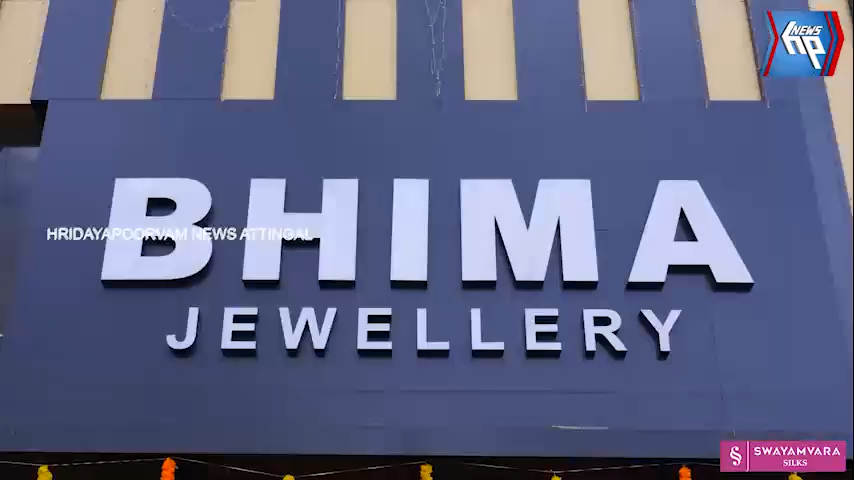 NEWS
hp
BHIMA
HRIDAYAPOORVAM NEWS ATTINGAL
JEWELLERY
SWAYAMVARA
SILKS